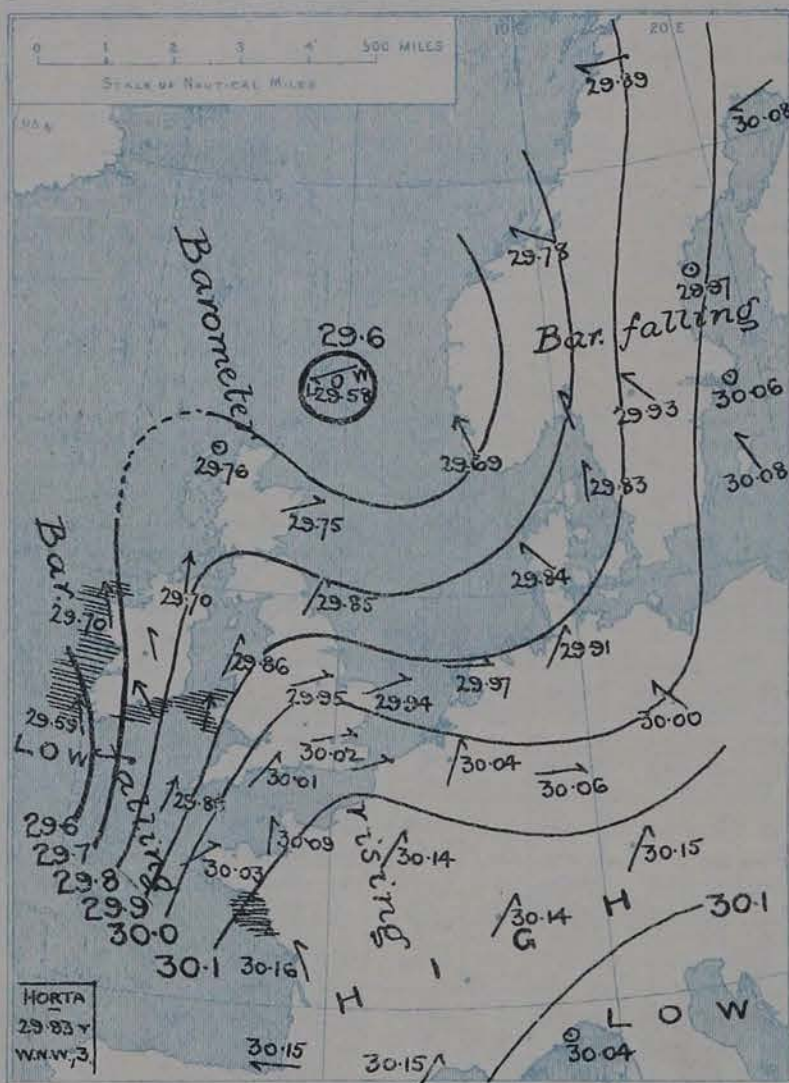 0 1 2 3 4 500 MILES
SCALE OF NAUTICAL MILES
10°E
20°E
29.89
30.08
29.78
29.97
Barometer
29.6
LOW
29.58
Bar. falling
29.93
30.06
29.76
29.69
29.83
30.08
29.75
Bar.
29.70
29.70
29.85
29.84
29.86
29.91
29.95
29.94
29.97
30.00
29.59
LOW
30.02
30.04
30.06
30.01
falling
29.6
29.7
29.8
29.9
30.0
30.1
30.03
30.09
rising
30.14
30.15
30.14
G
H
30.1
30.16
H I
LOW
HORTA
29.83 r
W.N.W, 3.
30.15
30.15
30.04